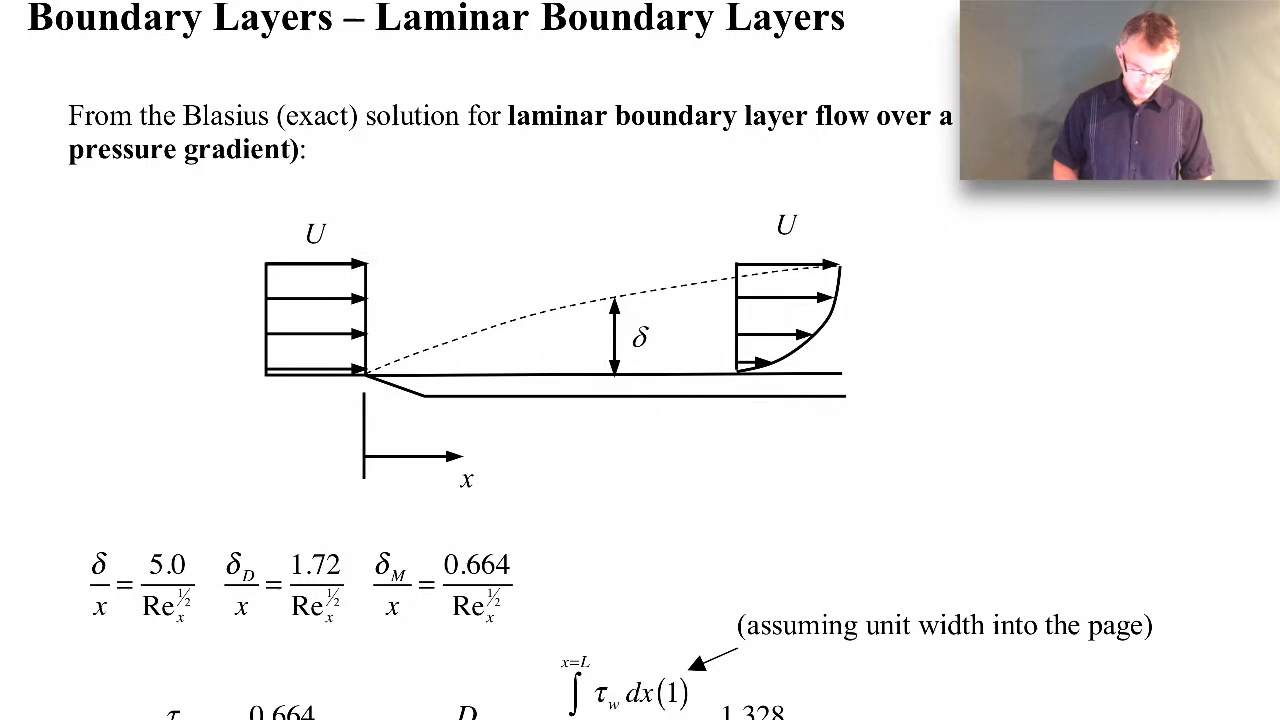 Boundary Layers – Laminar Boundary Layers
From the Blasius (exact) solution for laminar boundary layer flow over a
pressure gradient):
U
U
δ
x
δ/x = 5.0/Re_x^½   δ_D/x = 1.72/Re_x^½   δ_M/x = 0.664/Re_x^½
(assuming unit width into the page)
x=L
∫ τ_w dx(1)
τ 0.664 D 1.328